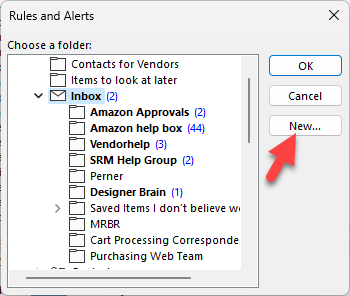 Rules and Alerts
Choose a folder:
Contacts for Vendors
Items to look at later
Inbox (2)
Amazon Approvals (2)
Amazon help box (44)
Vendorhelp (3)
SRM Help Group (2)
Perner
Designer Brain (1)
Saved Items I don't believe we
MRBR
Cart Processing Corresponde
Purchasing Web Team
OK
Cancel
New...